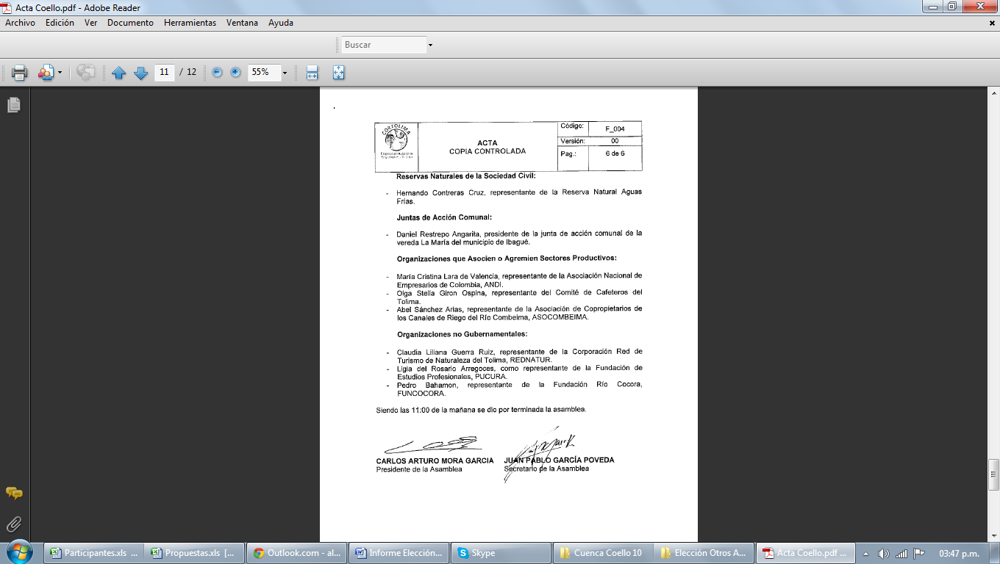 Acta Coello.pdf - Adobe Reader
Archivo Edición Ver Documento Herramientas Ventana Ayuda
Buscar
11 / 12 55%
CORTOLIMA
ACTA
COPIA CONTROLADA
Código: F_004
Versión: 00
Pag.: 6 de 6
Reservas Naturales de la Sociedad Civil:
- Hernando Contreras Cruz, representante de la Reserva Natural Aguas
Frías.
Juntas de Acción Comunal:
- Daniel Restrepo Angarita, presidente de la junta de acción comunal de la
vereda La María del municipio de Ibagué.
Organizaciones que Asocien o Agremien Sectores Productivos:
- María Cristina Lara de Valencia, representante de la Asociación Nacional de
Empresarios de Colombia, ANDI.
- Olga Stella Giron Ospina, representante del Comité de Cafeteros del
Tolima.
- Abel Sánchez Arias, representante de la Asociación de Copropietarios de
los Canales de Riego del Río Combeima, ASOCOMBEIMA.
Organizaciones no Gubernamentales:
- Claudia Liliana Guerra Ruiz, representante de la Corporación Red de
Turismo de Naturaleza del Tolima, REDNATUR.
- Ligia del Rosario Arregoces, como representante de la Fundación de
Estudios Profesionales, PUCURA.
- Pedro Bahamon, representante de la Fundación Río Cocora,
FUNCOCORA.
Siendo las 11:00 de la mañana se dio por terminada la asamblea.
CARLOS ARTURO MORA GARCIA JUAN PABLO GARCÍA POVEDA
Presidente de la Asamblea Secretario de la Asamblea
Participantes.xls ... Propuestas.xls [... Outlook.com - al... Informe Elección... Skype Cuenca Coello 10 Elección Otros A... Acta Coello.pdf ... 03:47 p.m.